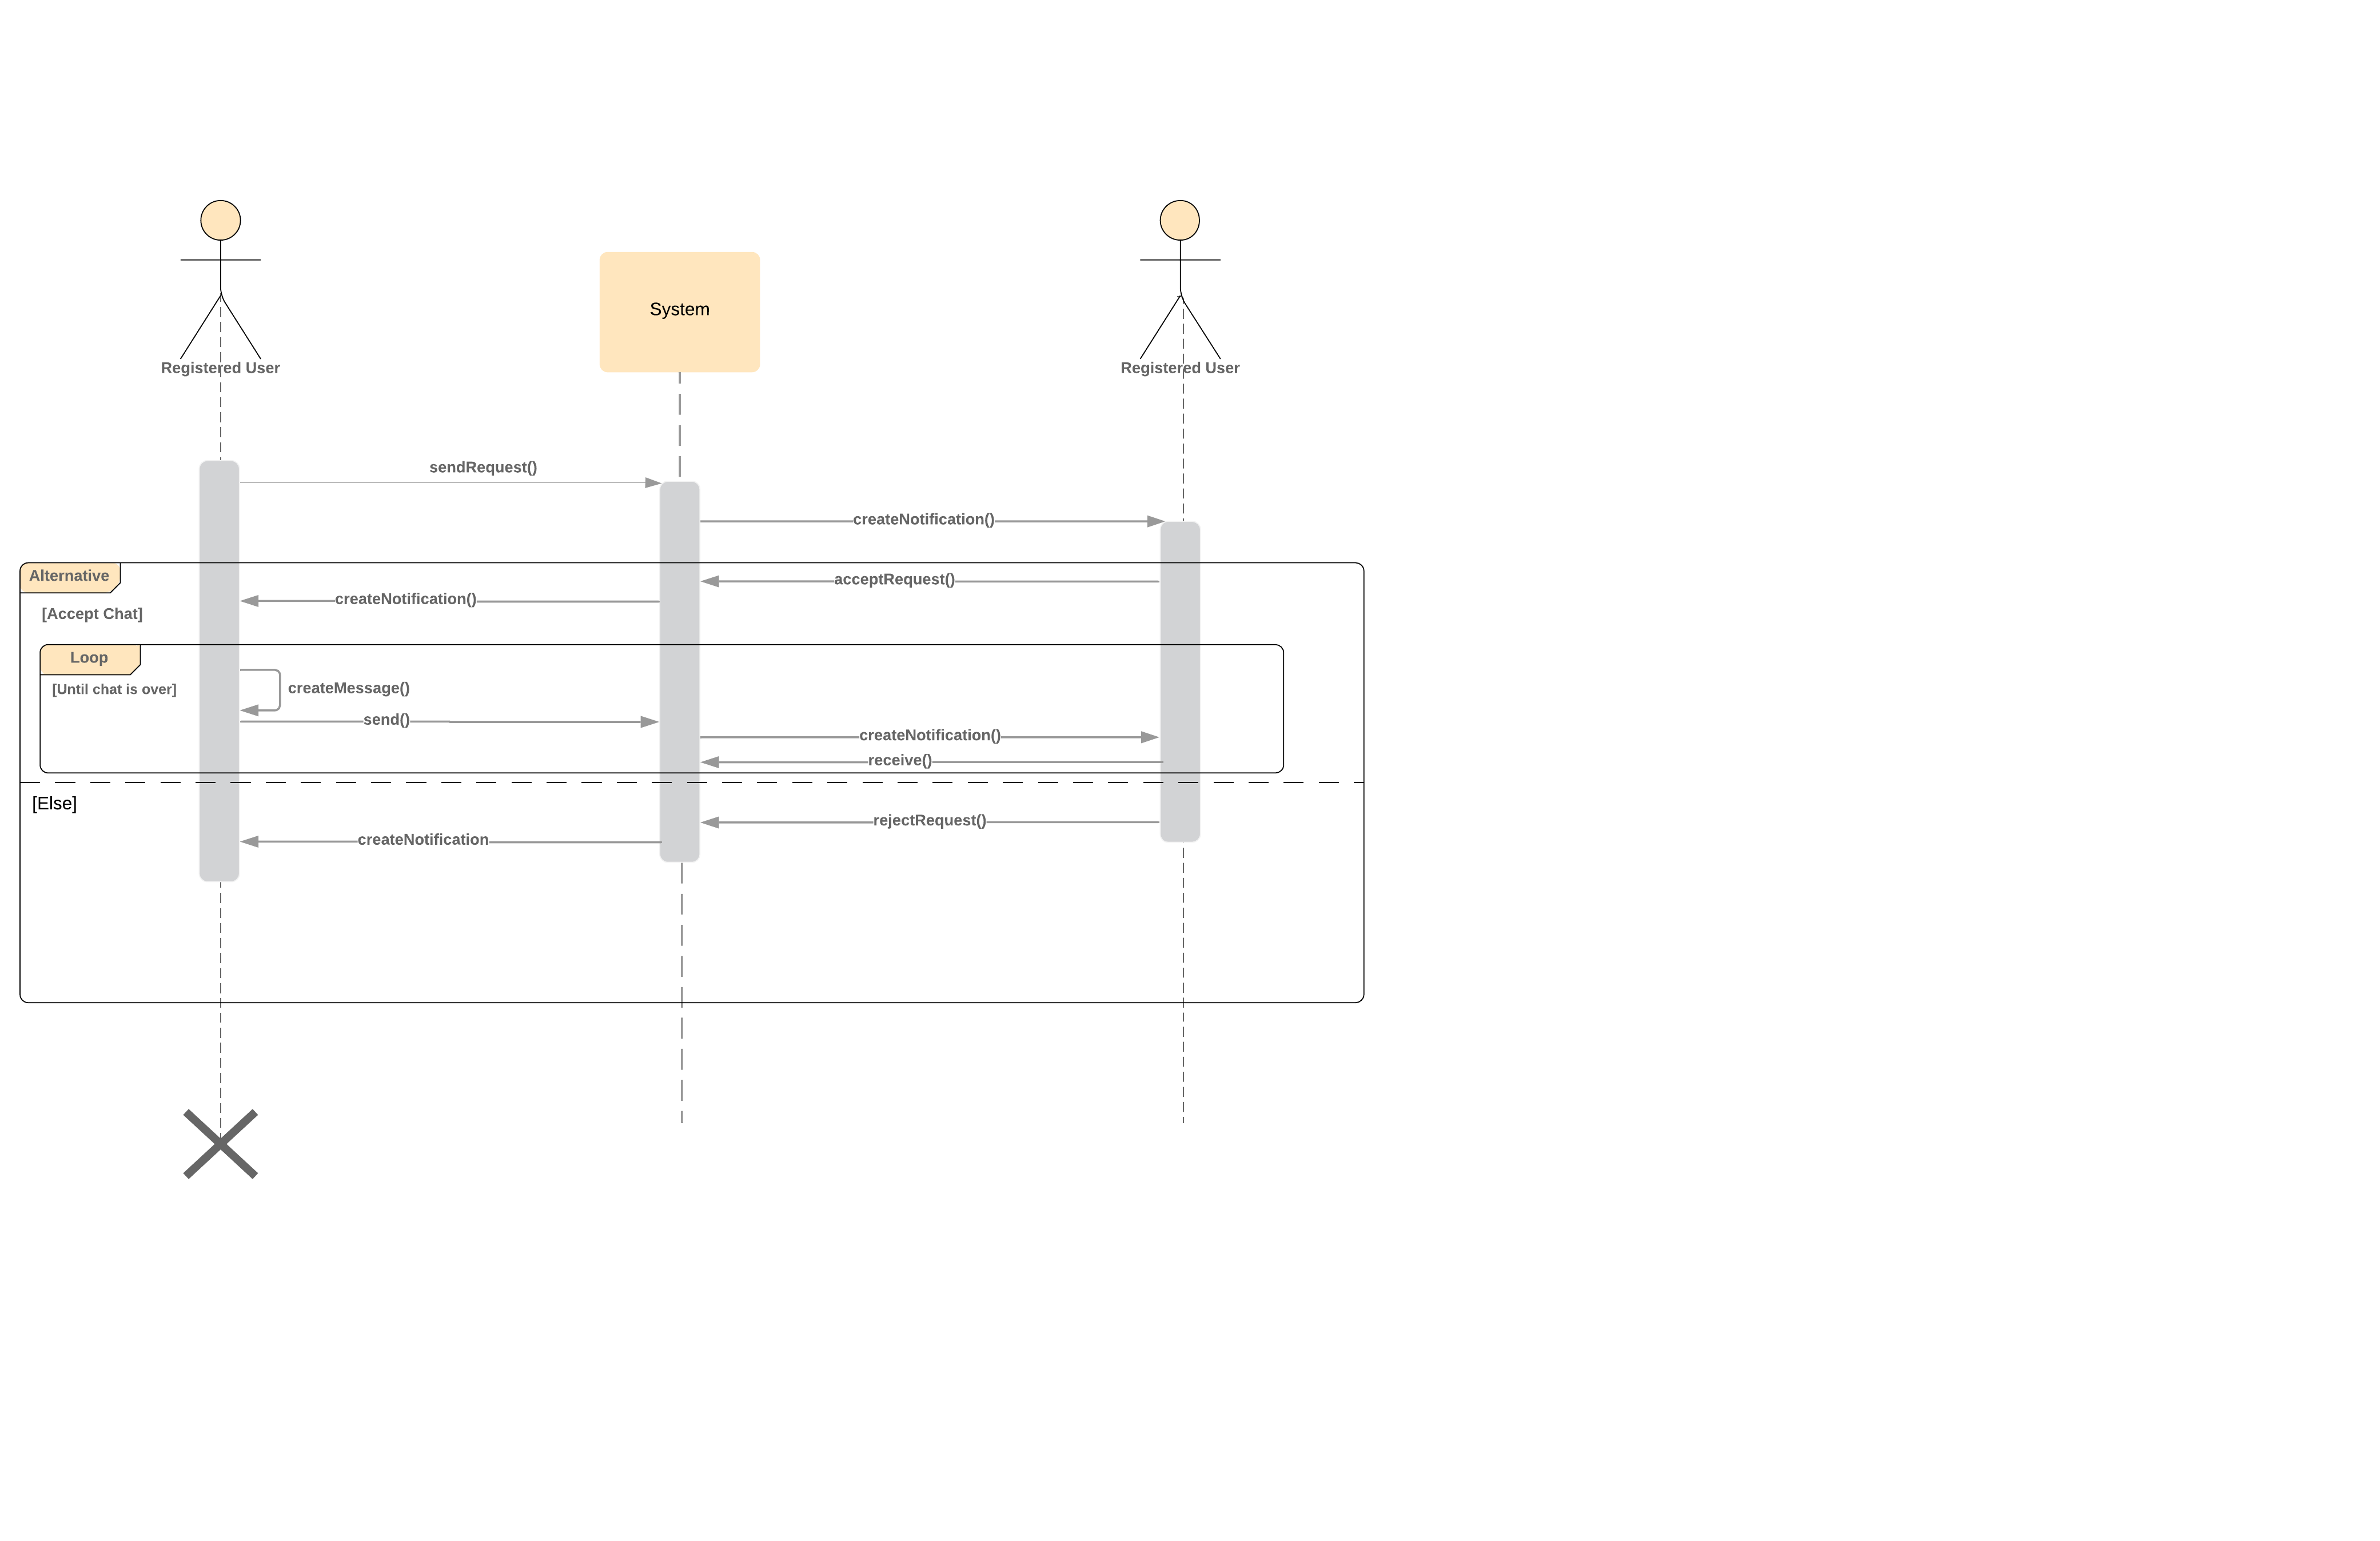 System
Registered User
Registered User
sendRequest()
createNotification()
Alternative
acceptRequest()
createNotification()
[Accept Chat]
Loop
[Until chat is over]
createMessage()
send()
createNotification()
receive()
[Else]
rejectRequest()
createNotification